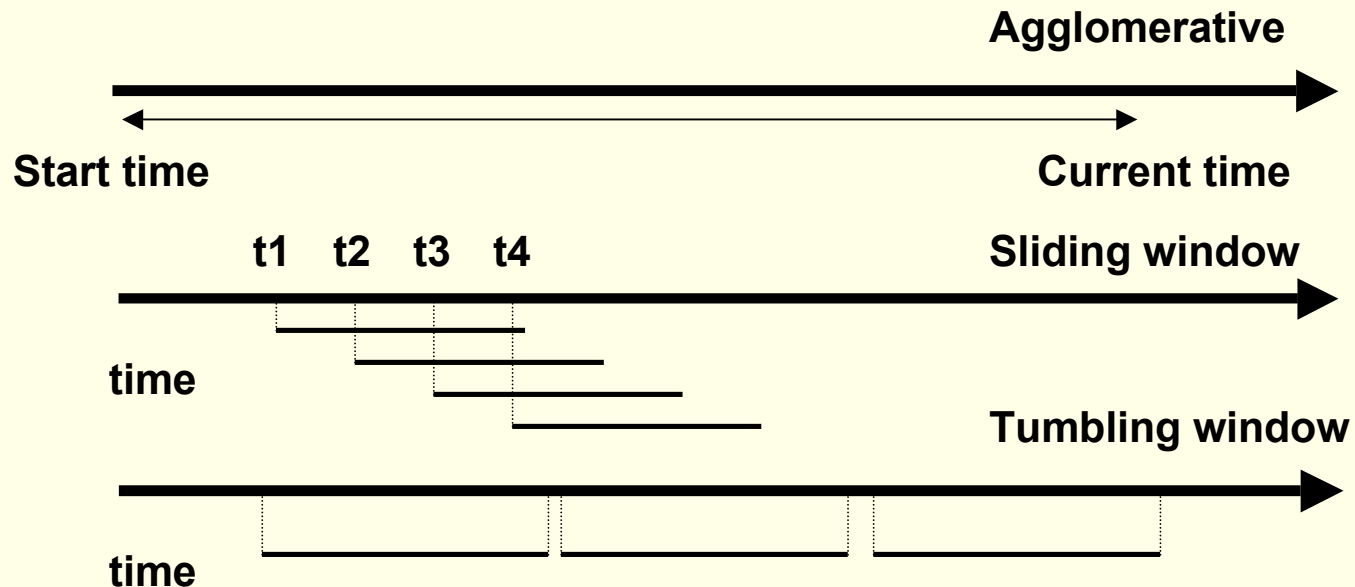 Agglomerative
Start time Current time
t1 t2 t3 t4 Sliding window
time
Tumbling window
time